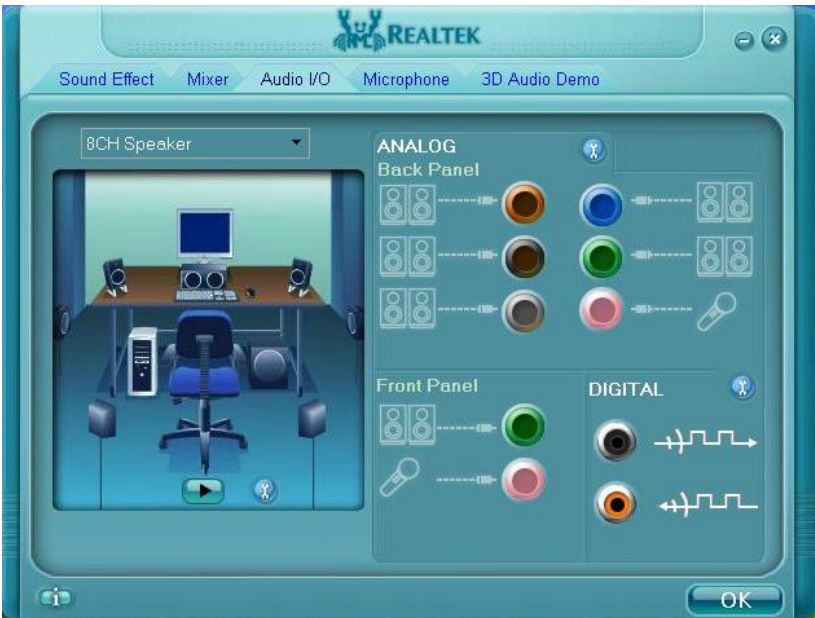 REALTEK
Sound Effect Mixer Audio I/O Microphone 3D Audio Demo
8CH Speaker
ANALOG
Back Panel
Front Panel
DIGITAL
OK